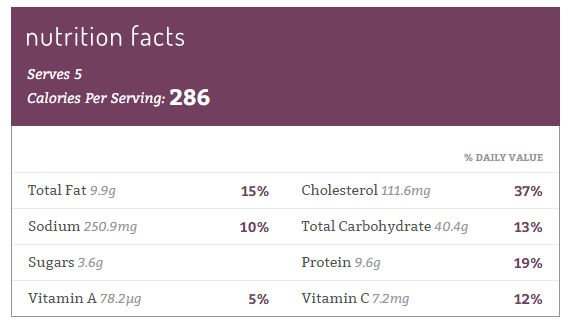 nutrition facts
Serves 5
Calories Per Serving: 286
% DAILY VALUE
Total Fat 9.9g 15% Cholesterol 111.6mg 37%
Sodium 250.9mg 10% Total Carbohydrate 40.4g 13%
Sugars 3.6g Protein 9.6g 19%
Vitamin A 78.2µg 5% Vitamin C 7.2mg 12%